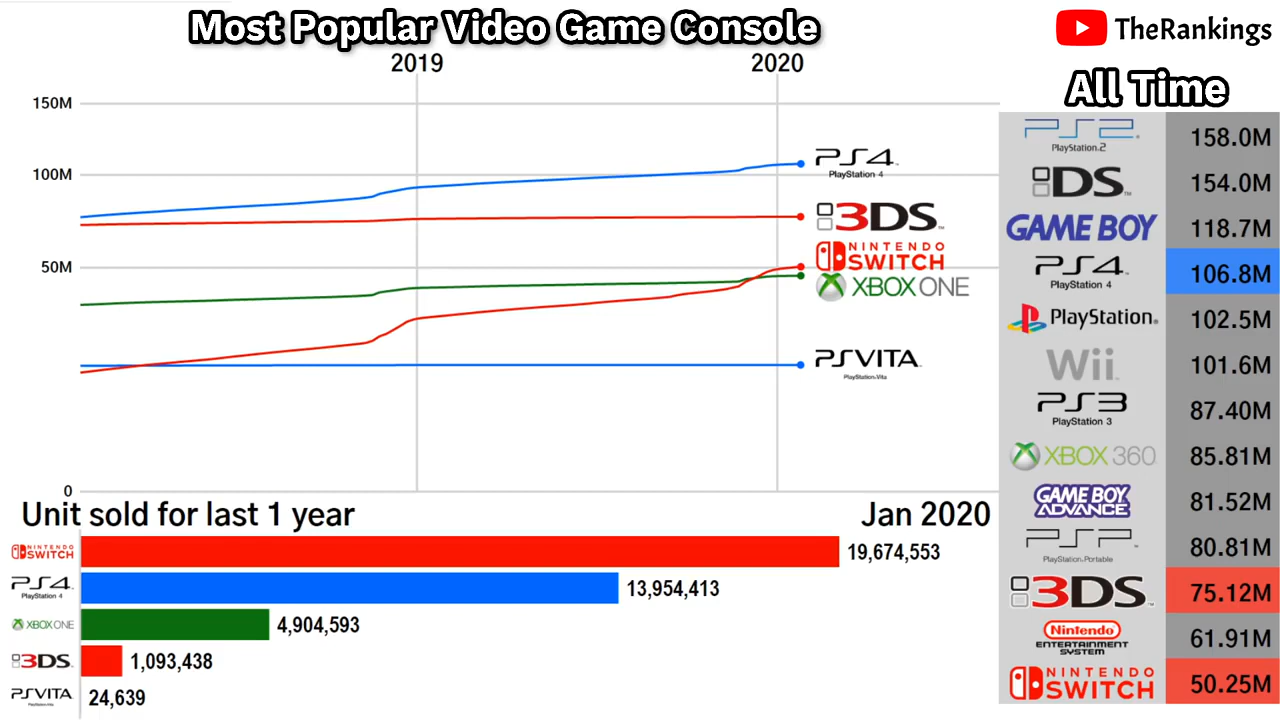 Most Popular Video Game Console
TheRankings
2019
2020
All Time
150M
100M
50M
0
PS4
PlayStation 4
3DS
NINTENDO
SWITCH
XBOX ONE
PSVITA
PlayStation Vita
PS2
PlayStation 2
158.0M
DS
154.0M
GAME BOY
118.7M
PS4
PlayStation 4
106.8M
PlayStation
102.5M
Wii
101.6M
PS3
PlayStation 3
87.40M
XBOX 360
85.81M
GAME BOY
ADVANCE
81.52M
PSP
PlayStation Portable
80.81M
3DS
75.12M
Nintendo
ENTERTAINMENT
SYSTEM
61.91M
NINTENDO
SWITCH
50.25M
Unit sold for last 1 year
Jan 2020
NINTENDO
SWITCH
19,674,553
PS4
PlayStation 4
13,954,413
XBOX ONE
4,904,593
3DS
1,093,438
PSVITA
24,639